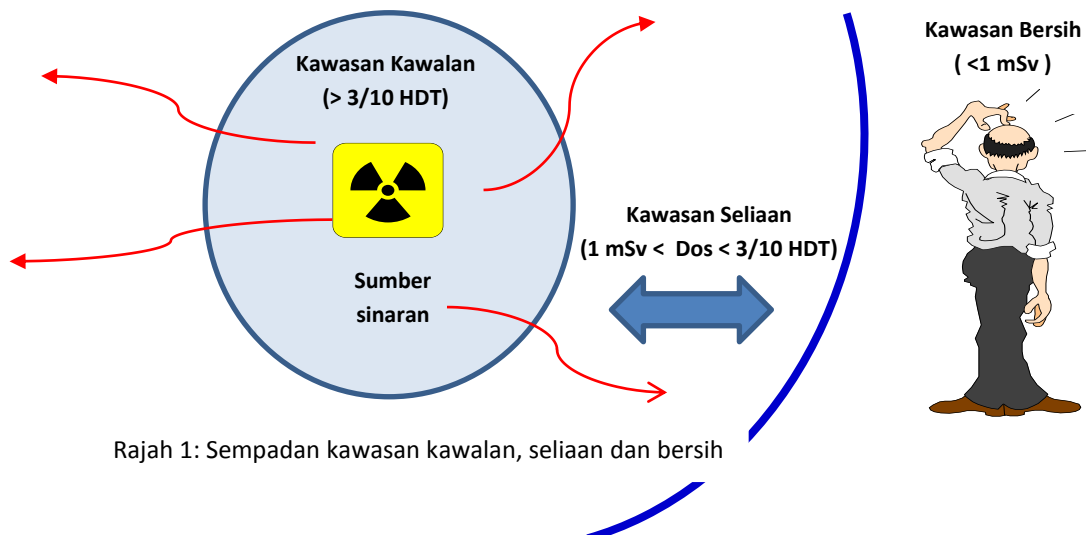 Kawasan Kawalan
(> 3/10 HDT)
Sumber
sinaran
Kawasan Seliaan
(1 mSv < Dos < 3/10 HDT)
Kawasan Bersih
( <1 mSv )
Rajah 1: Sempadan kawasan kawalan, seliaan dan bersih